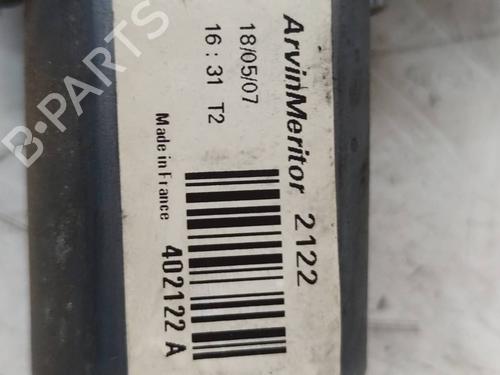 ArvinMeritor 2122
18/05/07
16:31 T2
Made in France
402122 A
B-PARTS